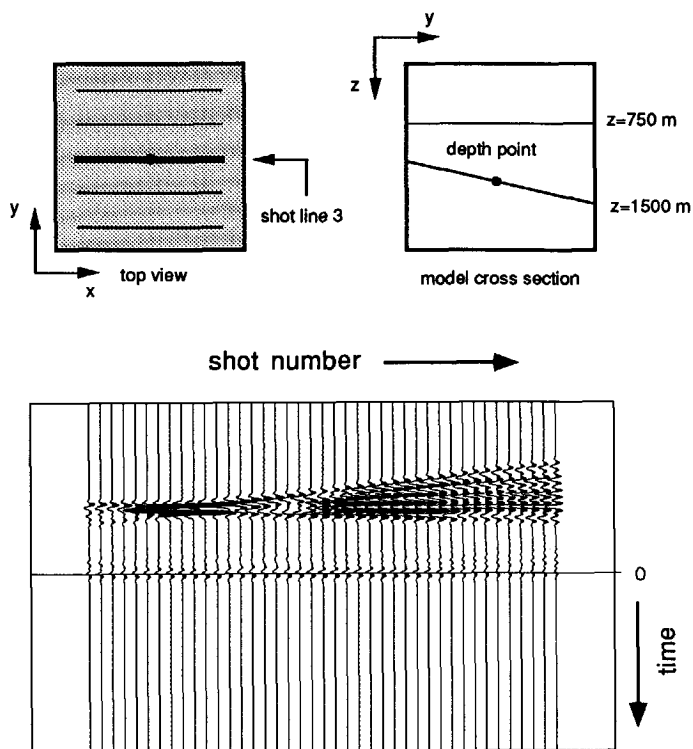 y
z
z=750 m
depth point
z=1500 m
model cross section
y
x
top view
shot line 3
shot number
0
time